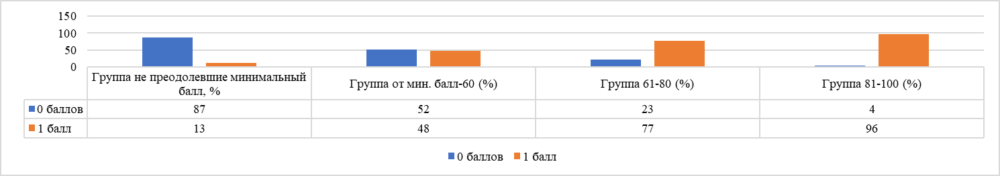 150
100
50
0
Группа не преодолевшие минимальный балл, %
Группа от мин. балл-60 (%)
Группа 61-80 (%)
Группа 81-100 (%)
0 баллов 87 52 23 4
1 балл 13 48 77 96
0 баллов 1 балл